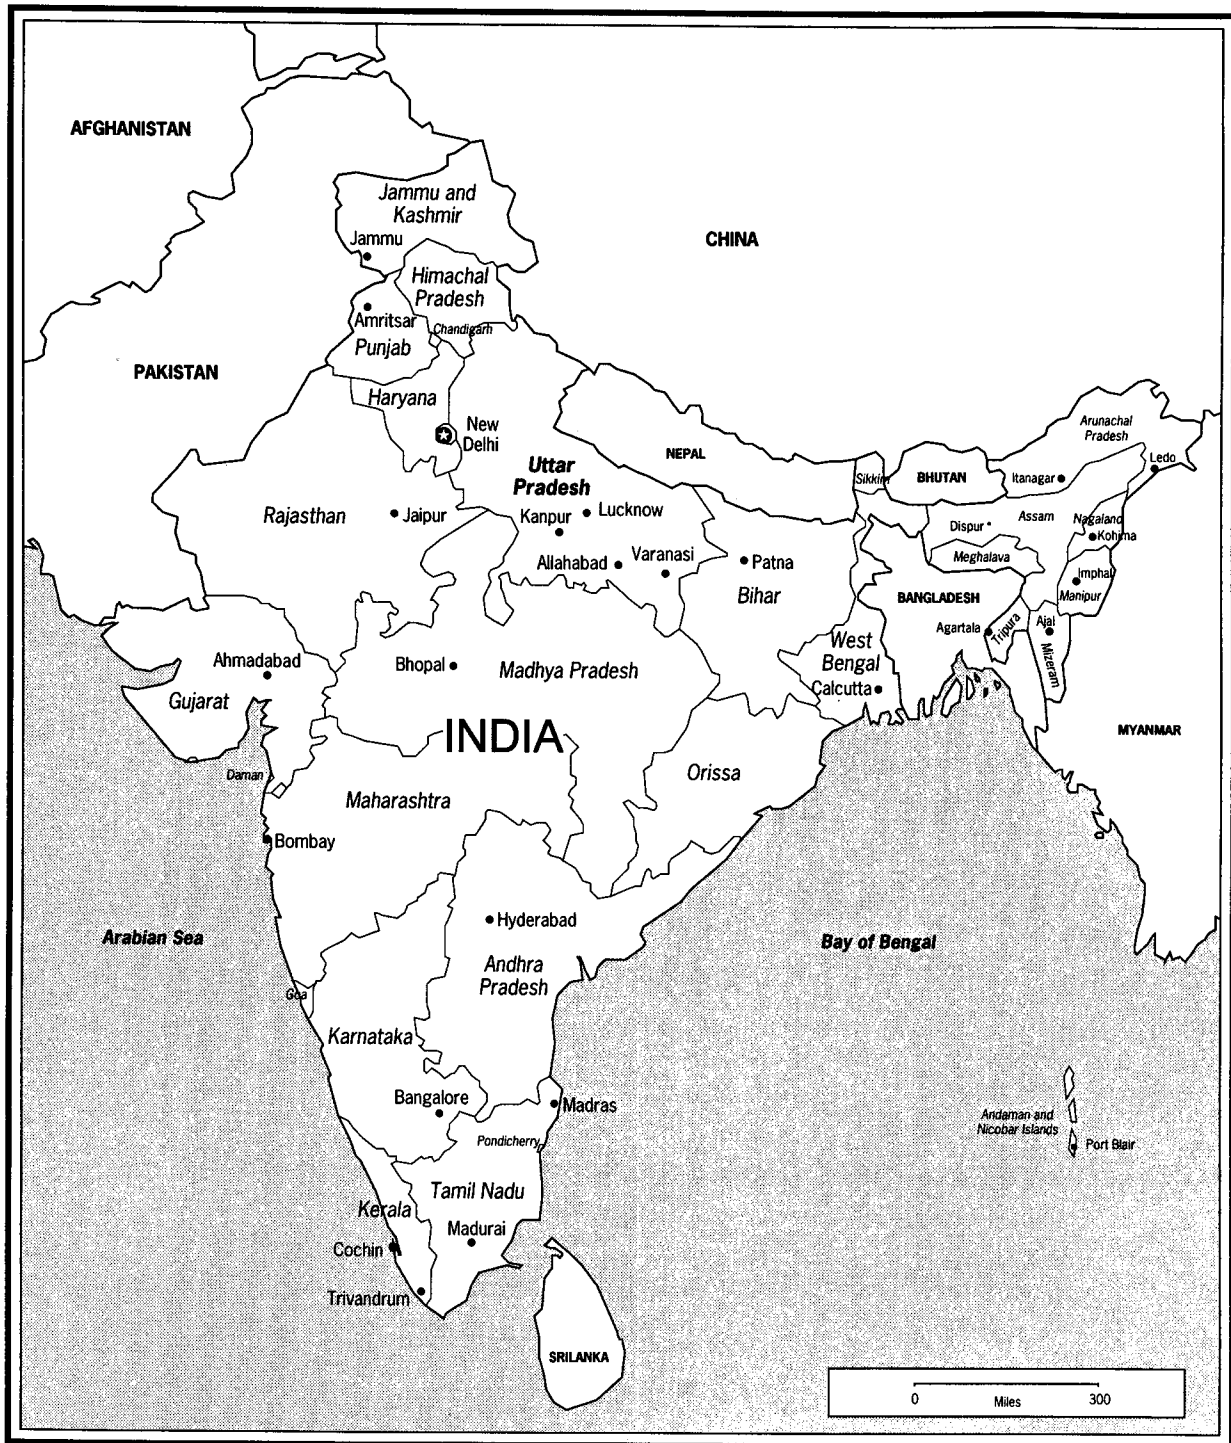 AFGHANISTAN
Jammu and
Kashmir
Jammu
CHINA
Himachal
Pradesh
Amritsar
Chandigarh
Punjab
PAKISTAN
Haryana
New
Delhi
Arunachal
Pradesh
NEPAL
Ledo
Uttar
Pradesh
Sikkim
BHUTAN
Itanagar
Rajasthan
Jaipur
Kanpur
Lucknow
Dispur
Assam
Nagaland
Kohima
Allahabad
Varanasi
Patna
Meghalava
Imphal
Bihar
BANGLADESH
Manipur
Agartala
Tripura
Ajal
West
Bengal
Mizeram
Ahmadabad
Bhopal
Madhya Pradesh
Calcutta
Gujarat
INDIA
MYANMAR
Daman
Orissa
Maharashtra
Bombay
Hyderabad
Arabian Sea
Bay of Bengal
Andhra
Pradesh
Goa
Karnataka
Bangalore
Madras
Andaman and
Nicobar Islands
Pondicherry
Port Blair
Tamil Nadu
Kerala
Madurai
Cochin
Trivandrum
SRILANKA
0 300
Miles